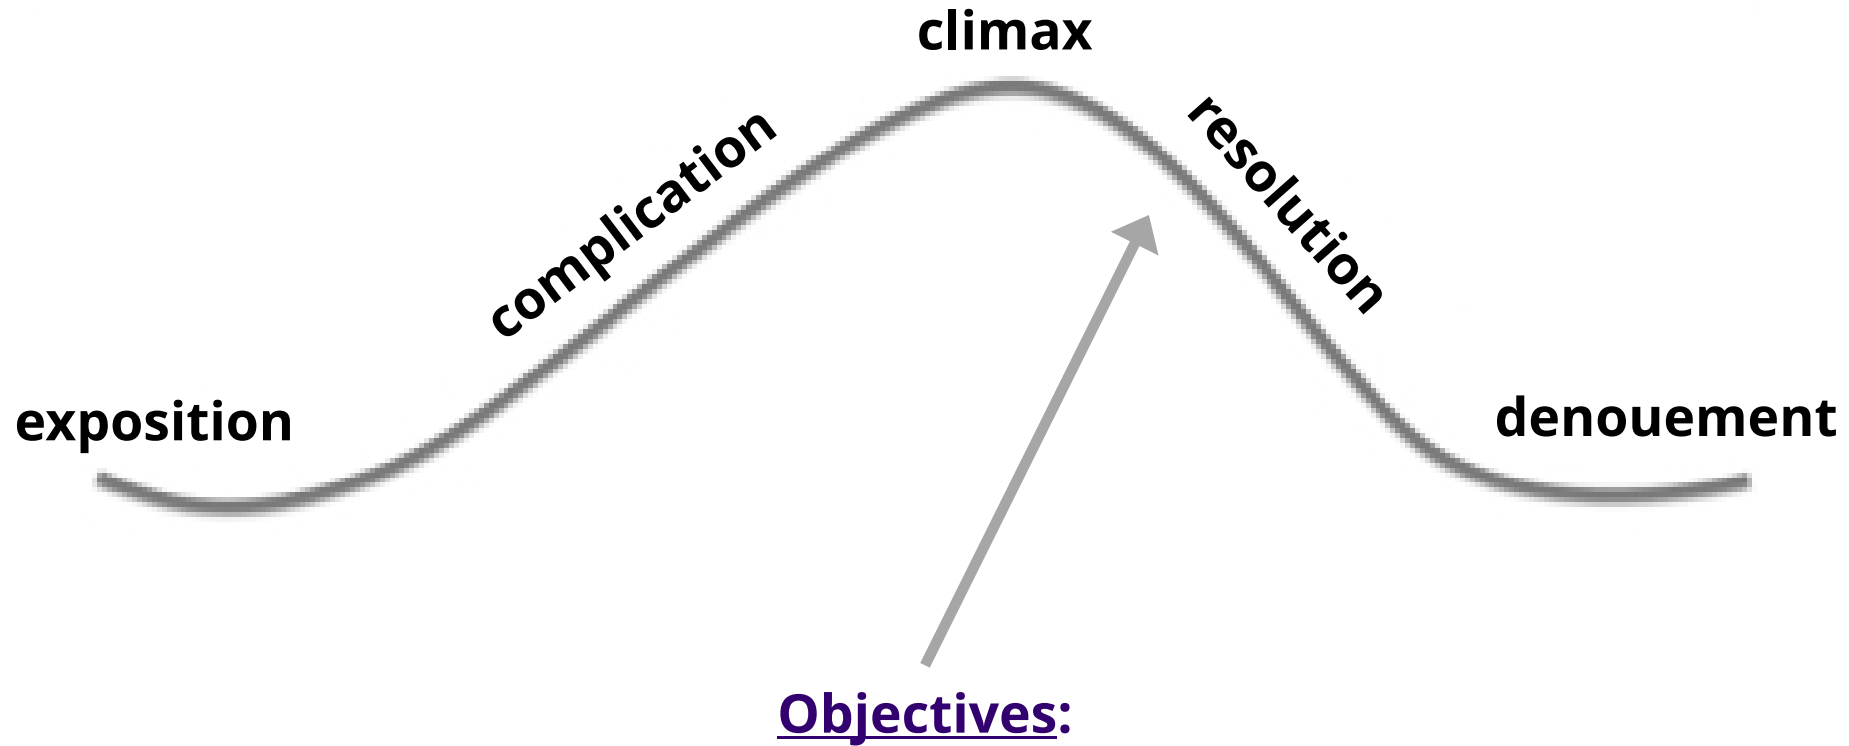 climax
complication
resolution
exposition
denouement
Objectives: